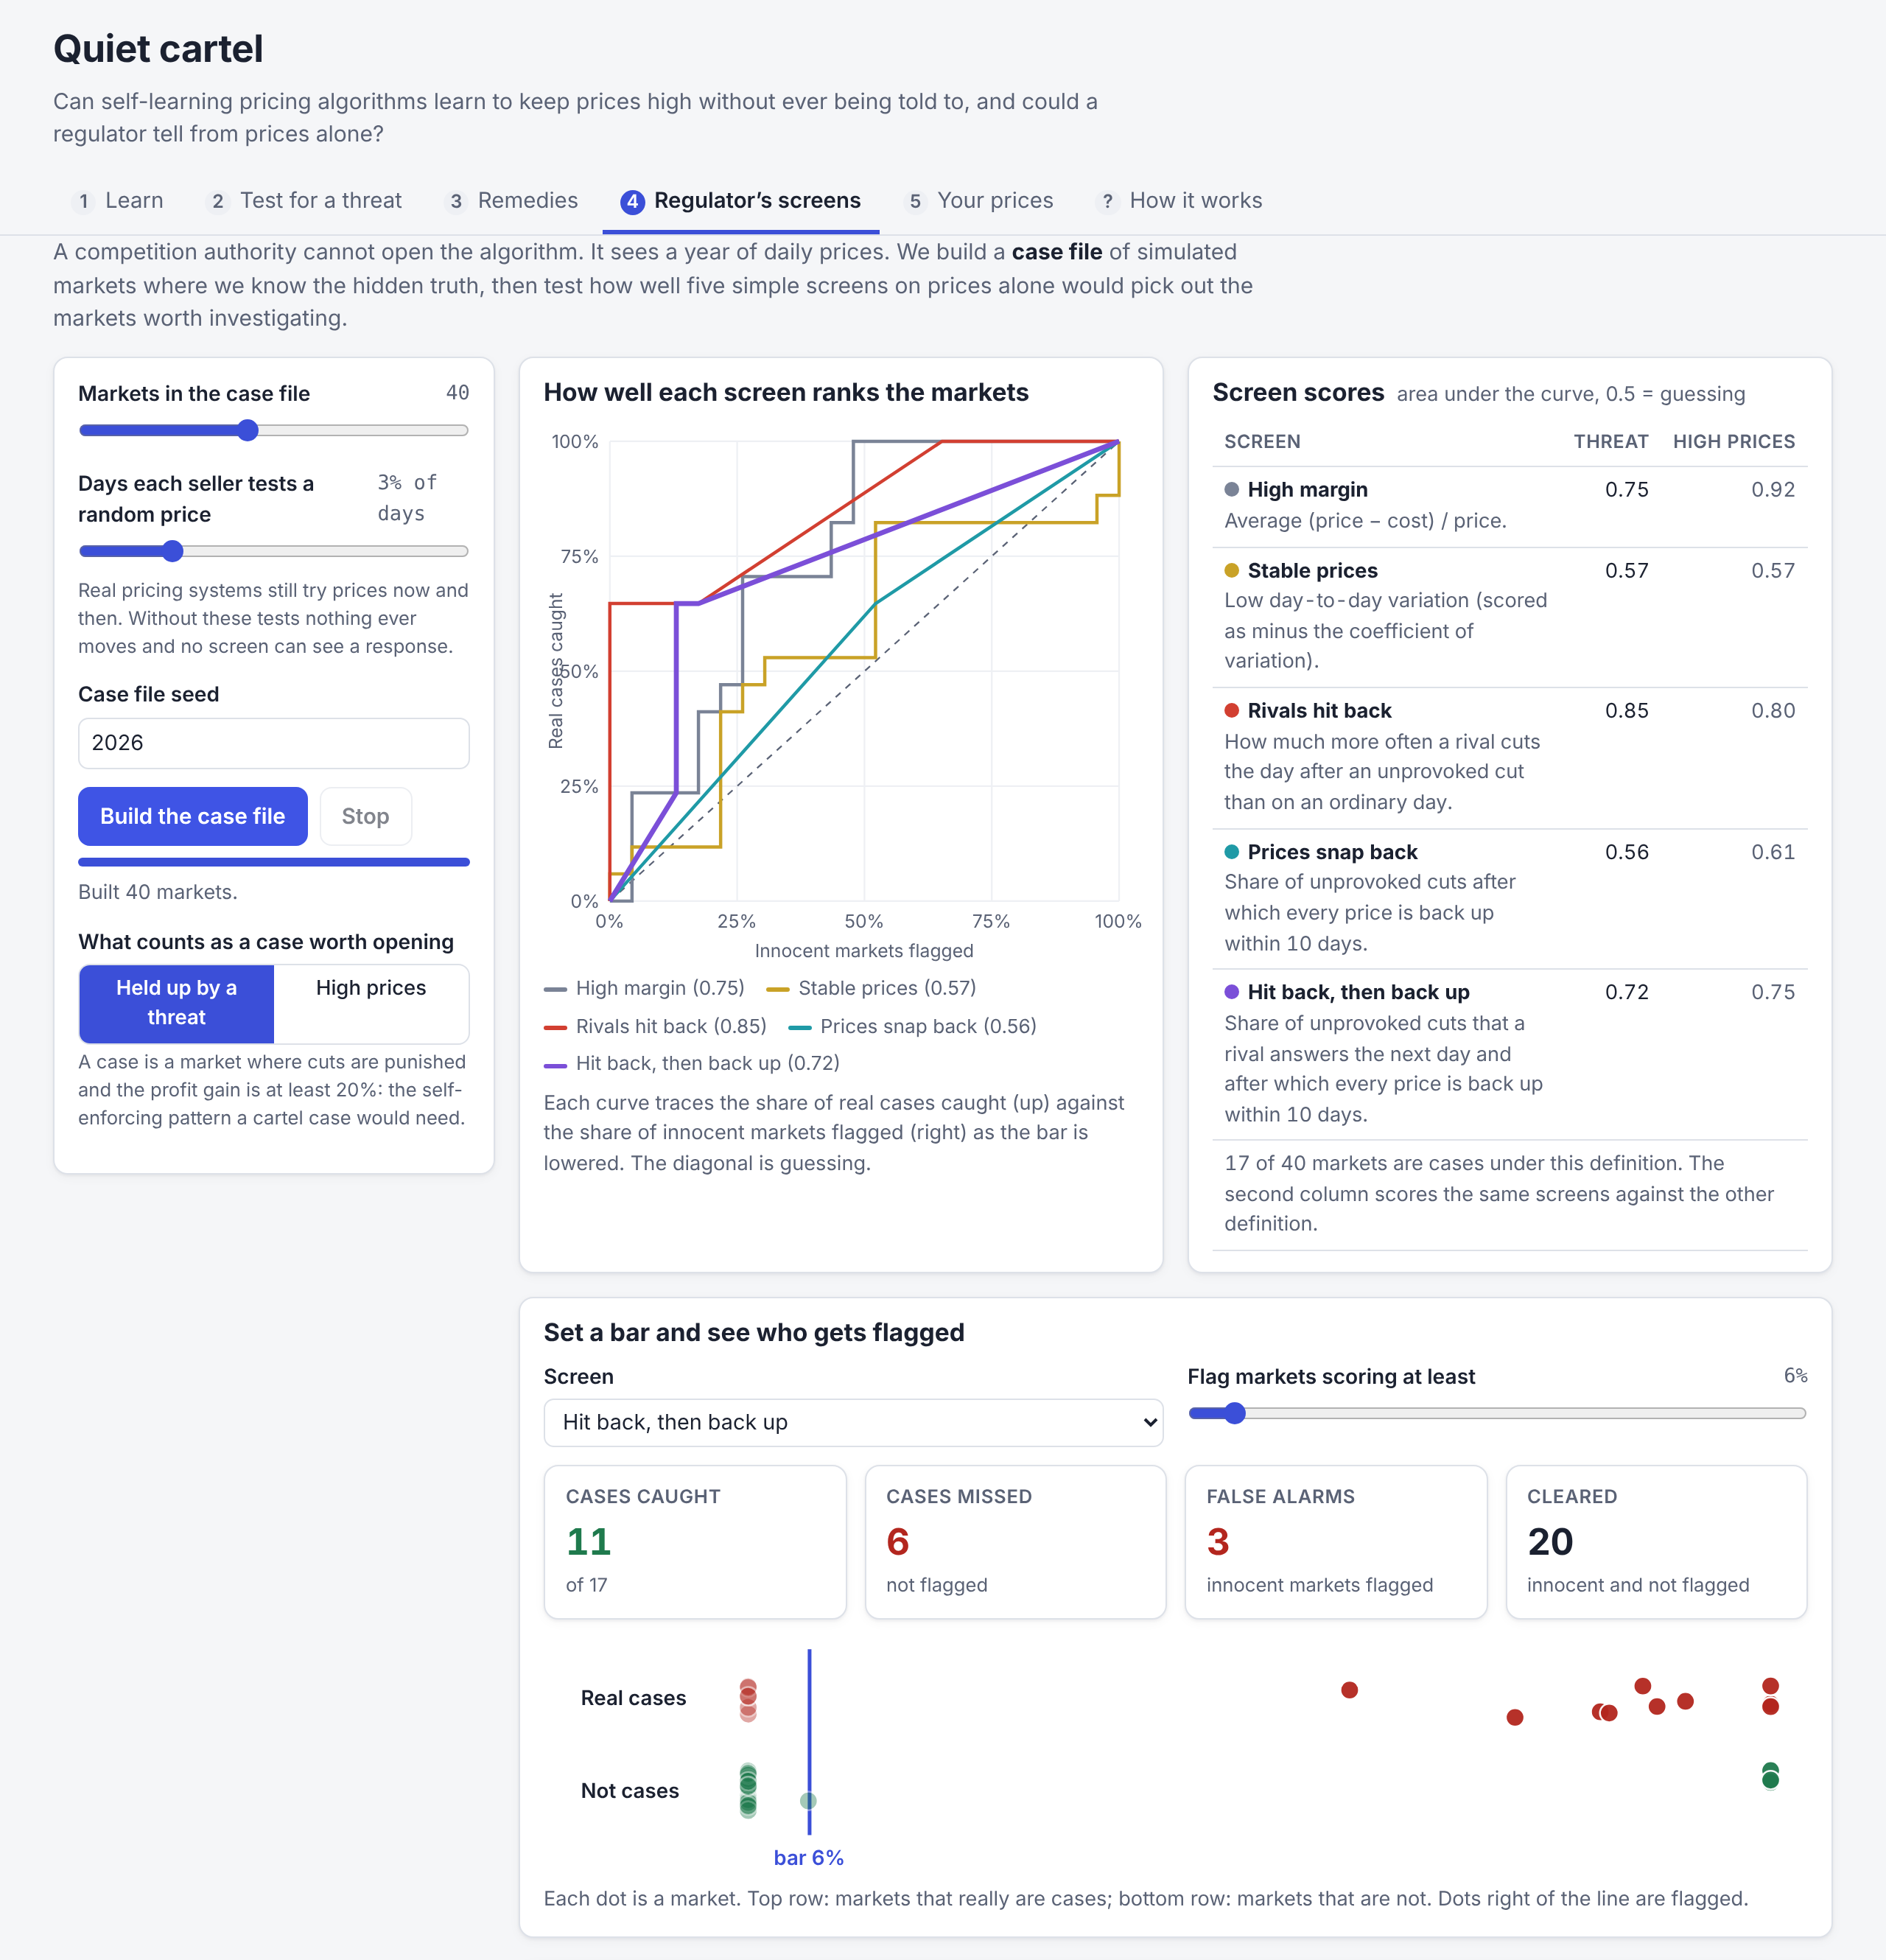 Quiet cartel
Can self-learning pricing algorithms learn to keep prices high without ever being told to, and could a
regulator tell from prices alone?
1 Learn 2 Test for a threat 3 Remedies 4 Regulator’s screens 5 Your prices ? How it works
A competition authority cannot open the algorithm. It sees a year of daily prices. We build a case file of simulated
markets where we know the hidden truth, then test how well five simple screens on prices alone would pick out the
markets worth investigating.
Markets in the case file 40
Days each seller tests a 3% of
random price days
Real pricing systems still try prices now and
then. Without these tests nothing ever
moves and no screen can see a response.
Case file seed
2026
Build the case file Stop
Built 40 markets.
What counts as a case worth opening
Held up by a High prices
threat
A case is a market where cuts are punished
and the profit gain is at least 20%: the self-
enforcing pattern a cartel case would need.
How well each screen ranks the markets
100%
75%
50%
25%
0%
Real cases caught
0% 25% 50% 75% 100%
Innocent markets flagged
High margin (0.75) Stable prices (0.57)
Rivals hit back (0.85) Prices snap back (0.56)
Hit back, then back up (0.72)
Each curve traces the share of real cases caught (up) against
the share of innocent markets flagged (right) as the bar is
lowered. The diagonal is guessing.
Screen scores area under the curve, 0.5 = guessing
SCREEN THREAT HIGH PRICES
High margin 0.75 0.92
Average (price − cost) / price.
Stable prices 0.57 0.57
Low day-to-day variation (scored
as minus the coefficient of
variation).
Rivals hit back 0.85 0.80
How much more often a rival cuts
the day after an unprovoked cut
than on an ordinary day.
Prices snap back 0.56 0.61
Share of unprovoked cuts after
which every price is back up
within 10 days.
Hit back, then back up 0.72 0.75
Share of unprovoked cuts that a
rival answers the next day and
after which every price is back up
within 10 days.
17 of 40 markets are cases under this definition. The
second column scores the same screens against the other
definition.
Set a bar and see who gets flagged
Screen
Hit back, then back up
Flag markets scoring at least 6%
CASES CAUGHT
11
of 17
CASES MISSED
6
not flagged
FALSE ALARMS
3
innocent markets flagged
CLEARED
20
innocent and not flagged
Real cases
Not cases
bar 6%
Each dot is a market. Top row: markets that really are cases; bottom row: markets that are not. Dots right of the line are flagged.